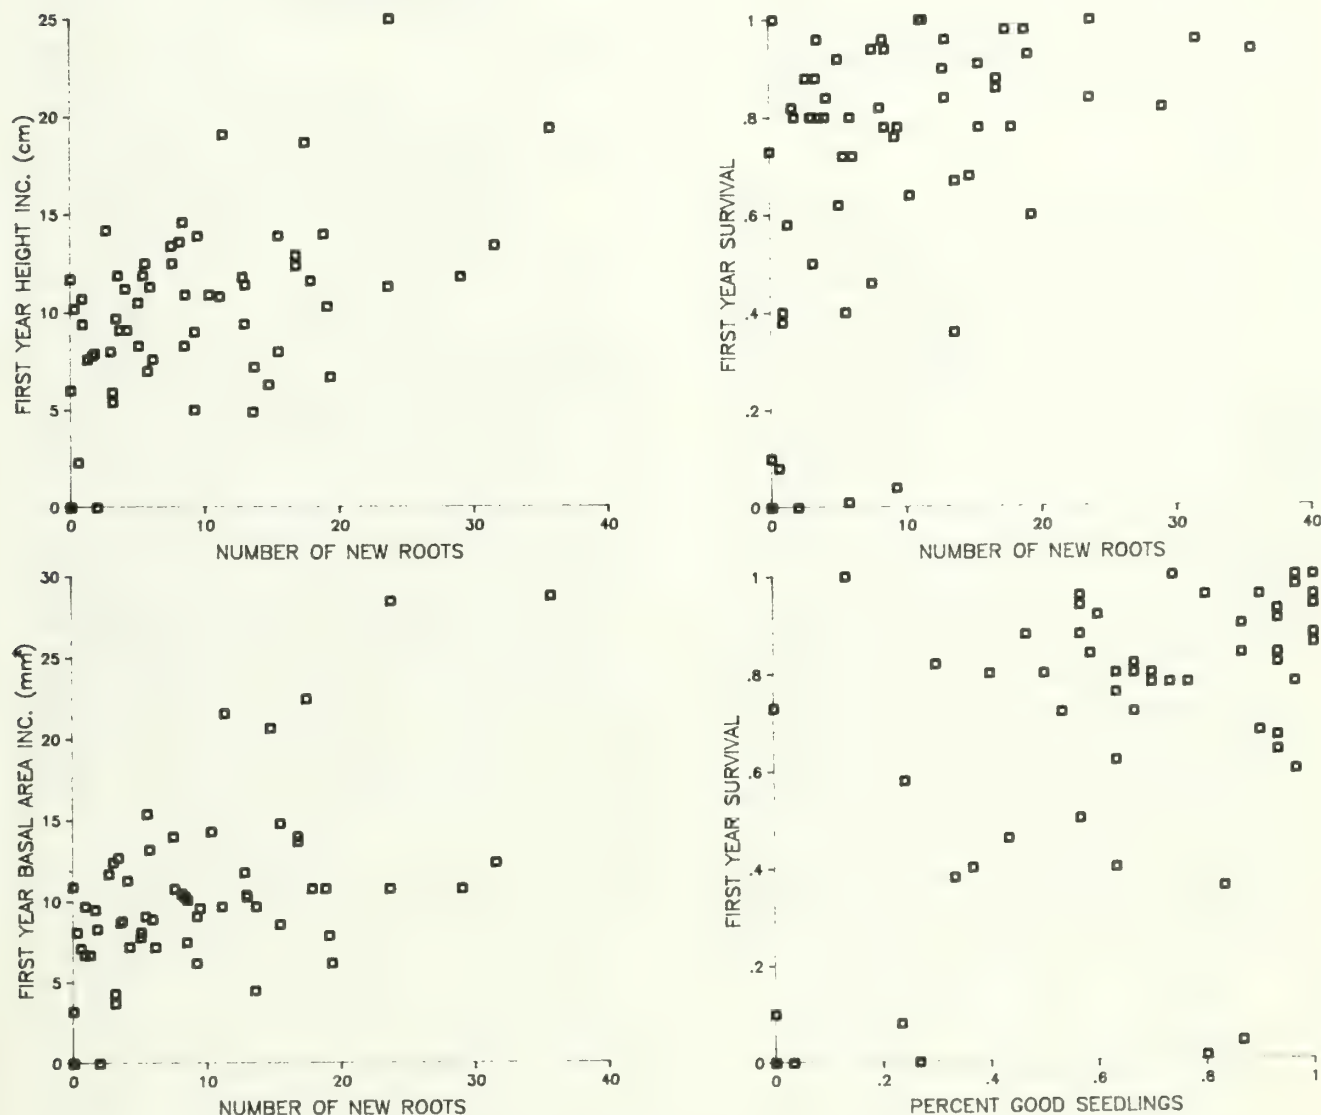 25
20
15
10
5
0
FIRST YEAR HEIGHT INC. (cm)
0 10 20 30 40
NUMBER OF NEW ROOTS
1
.8
.6
.4
.2
0
FIRST YEAR SURVIVAL
0 10 20 30 40
NUMBER OF NEW ROOTS
30
25
20
15
10
5
0
FIRST YEAR BASAL AREA INC. (mm²)
0 10 20 30 40
NUMBER OF NEW ROOTS
1
.8
.6
.4
.2
0
FIRST YEAR SURVIVAL
0 .2 .4 .6 .8 1
PERCENT GOOD SEEDLINGS